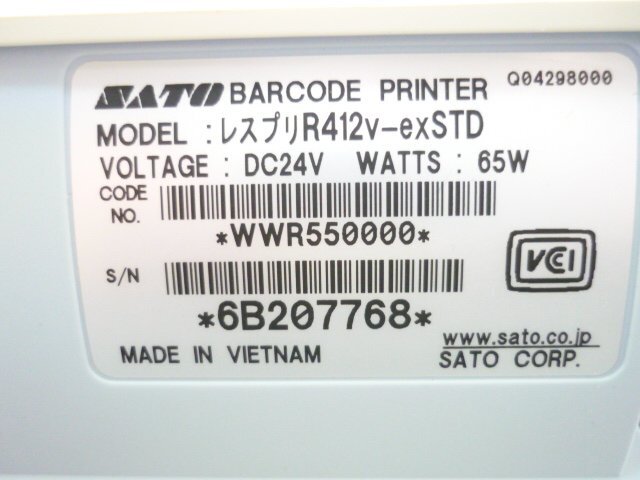 SATO BARCODE PRINTER Q04298000
MODEL : レスプリR412v-exSTD
VOLTAGE : DC24V WATTS : 65W
CODE NO.
*WWR550000*
VCCI
S/N
*6B207768*
www.sato.co.jp
MADE IN VIETNAM SATO CORP.